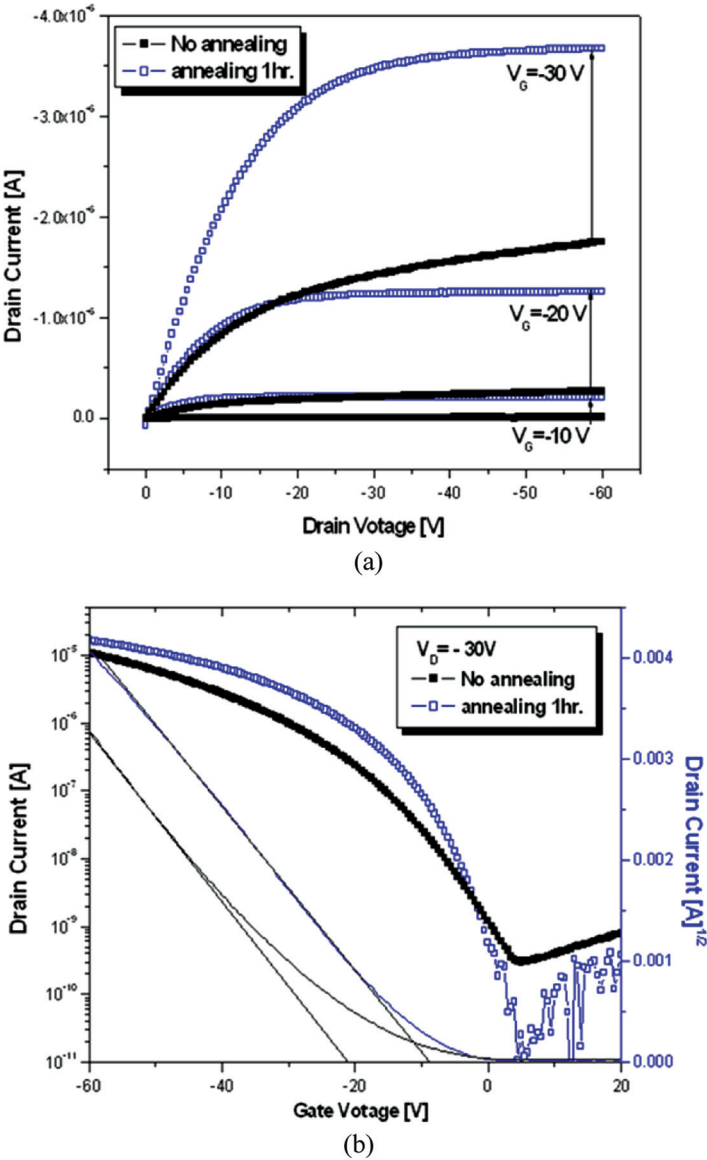 -4.0x10⁻⁶
No annealing
annealing 1hr.
V_G=-30 V
-3.0x10⁻⁶
-2.0x10⁻⁶
-1.0x10⁻⁶
V_G=-20 V
0.0
V_G=-10 V
Drain Current [A]
0 -10 -20 -30 -40 -50 -60
Drain Votage [V]
(a)
V_D= - 30V
No annealing
annealing 1hr.
10⁻⁵
10⁻⁶
10⁻⁷
10⁻⁸
10⁻⁹
10⁻¹⁰
10⁻¹¹
Drain Current [A]
0.004
0.003
0.002
0.001
0.000
Drain Current [A]^1/2
-60 -40 -20 0 20
Gate Votage [V]
(b)